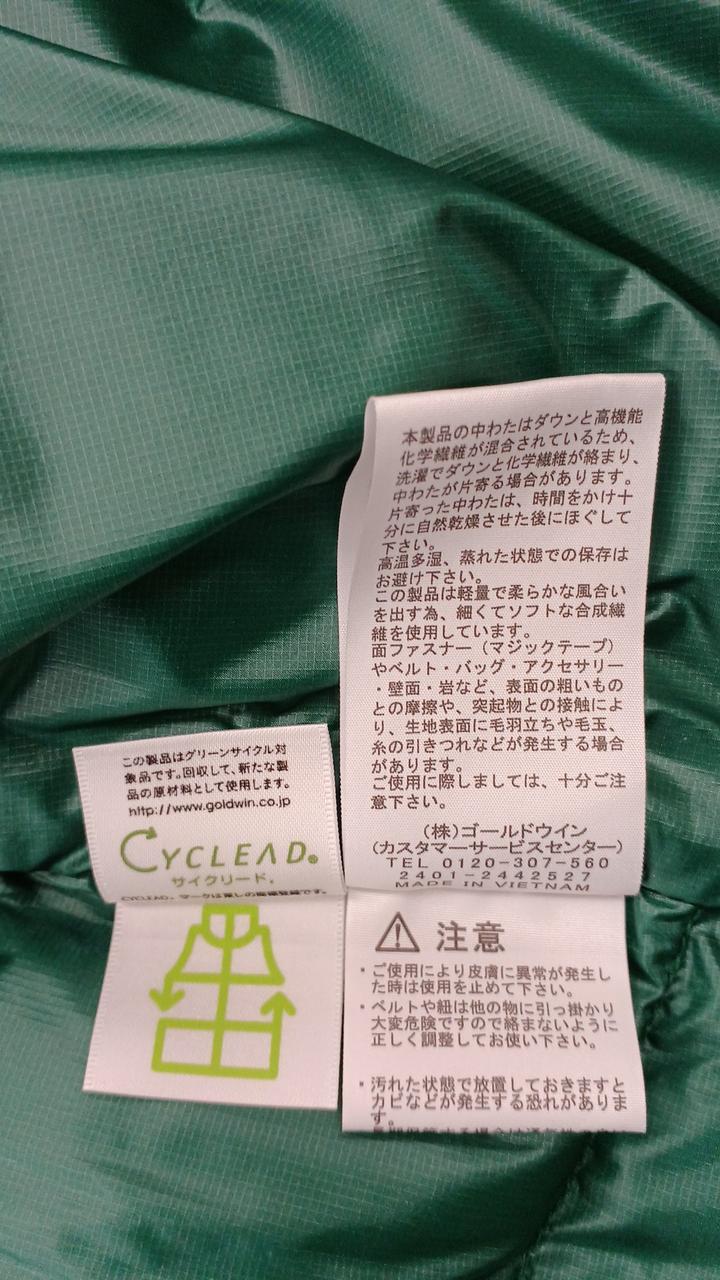 本製品の中わたはダウンと高機能
化学繊維が混合されているため、
洗濯でダウンと化学繊維が絡まり、
中わたが片寄る場合があります。
片寄った中わたは、時間をかけ十
分に自然乾燥させた後にほぐして
下さい。
高温多湿、蒸れた状態での保存は
お避け下さい。
この製品は軽量で柔らかな風合い
を出す為、細くてソフトな合成繊
維を使用しています。
面ファスナー（マジックテープ）
やベルト・バッグ・アクセサリー
・壁面・岩など、表面の粗いもの
との摩擦や、突起物との接触によ
り、生地表面に毛羽立ちや毛玉、
糸の引きつれなどが発生する場合
があります。
ご使用に際しましては、十分ご注
意下さい。
(株)ゴールドウイン
(カスタマーサービスセンター)
TEL 0120-307-560
2401-2442527
MADE IN VIETNAM
この製品はグリーンサイクル対
象品です。回収して、新たな製
品の原材料として使用します。
http://www.goldwin.co.jp
CYCLEAD®
サイクリード。
注意
・ご使用により皮膚に異常が発生し
た時は使用を止めて下さい。
・ベルトや紐は他の物に引っ掛かり
大変危険ですので絡まないように
正しく調整してお使い下さい。
・汚れた状態で放置しておきますと
カビなどが発生する恐れがありま
す。